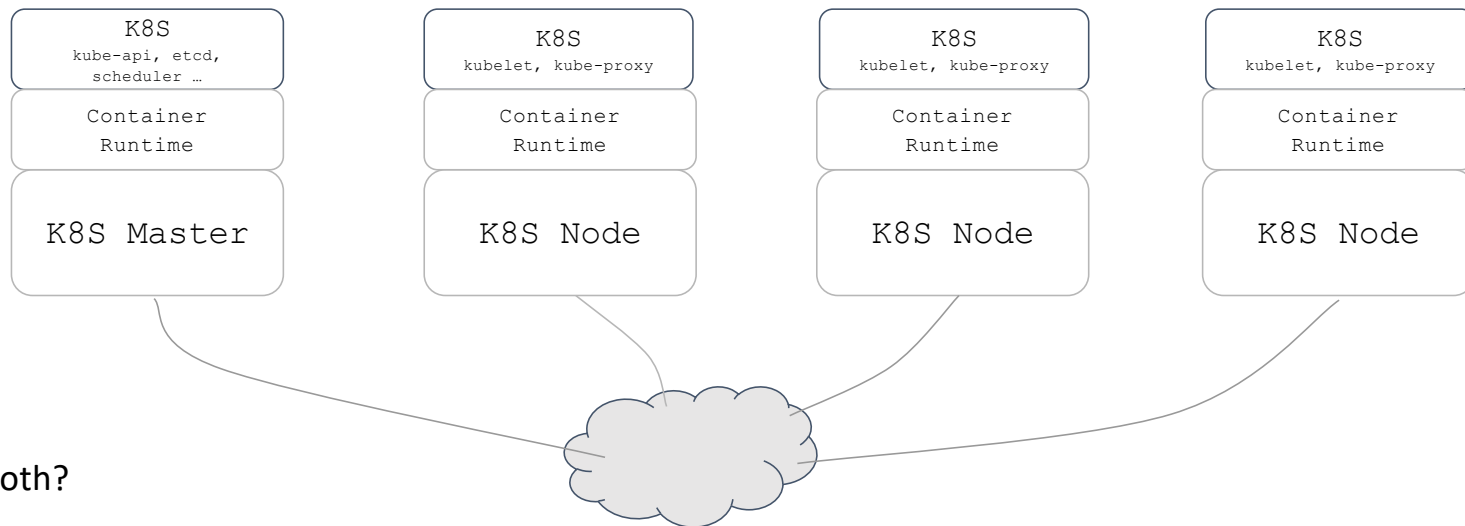 K8S
kube-api, etcd,
scheduler …
Container
Runtime
K8S Master
K8S
kubelet, kube-proxy
Container
Runtime
K8S Node
K8S
kubelet, kube-proxy
Container
Runtime
K8S Node
K8S
kubelet, kube-proxy
Container
Runtime
K8S Node
oth?